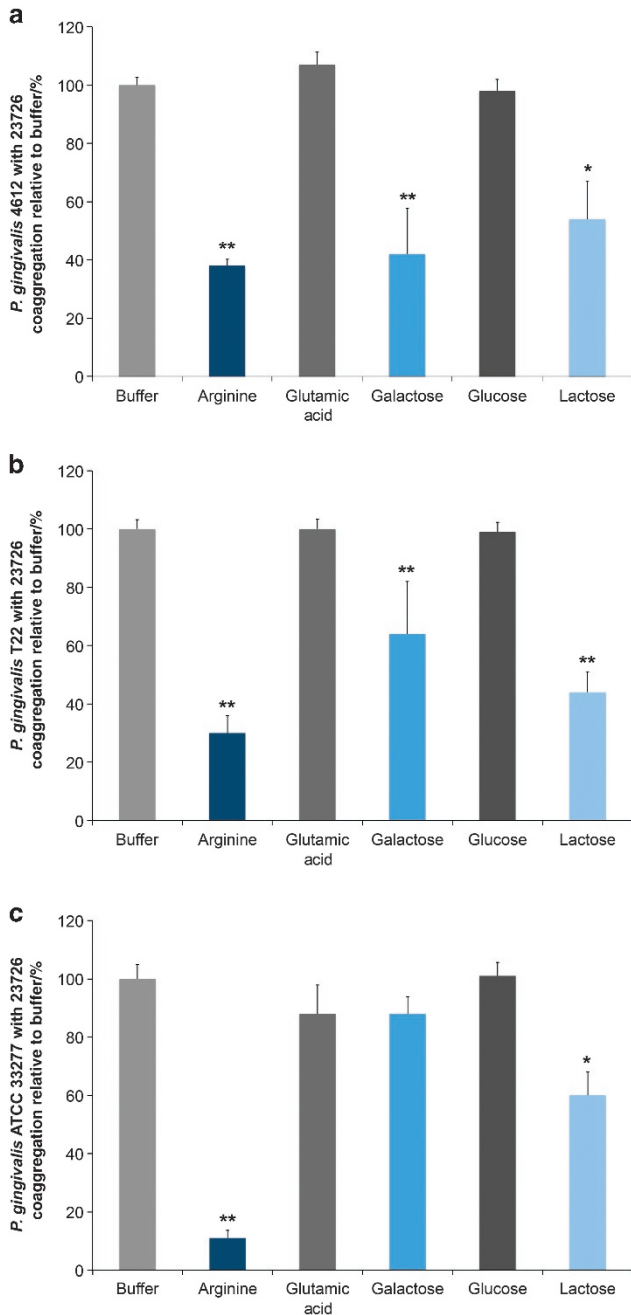 a
P. gingivalis 4612 with 23726
coaggregation relative to buffer/%
120
100
80
60
40
20
0
**
**
*
Buffer Arginine Glutamic acid Galactose Glucose Lactose
b
P. gingivalis T22 with 23726
coaggregation relative to buffer/%
120
100
80
60
40
20
0
**
**
**
Buffer Arginine Glutamic acid Galactose Glucose Lactose
c
P. gingivalis ATCC 33277 with 23726
coaggregation relative to buffer/%
120
100
80
60
40
20
0
**
*
Buffer Arginine Glutamic acid Galactose Glucose Lactose